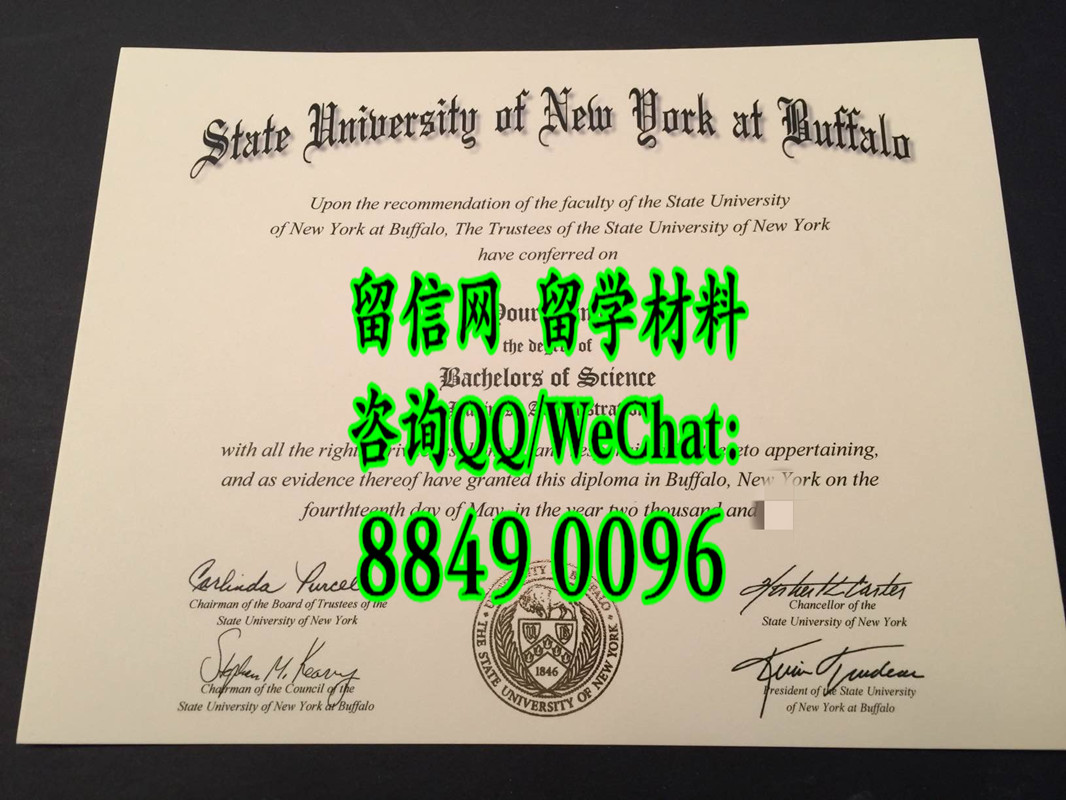 State University of New York at Buffalo
Upon the recommendation of the faculty of the State University
of New York at Buffalo, The Trustees of the State University of New York
have conferred on
留信网 留学材料
the degree of
Bachelors of Science
咨询QQ/WeChat:
with all the appertaining,
and as evidence thereof have granted this diploma in Buffalo, New York on the
fourthteenth day of May, in the year two thousand and
8849 0096
Carlinda Purcel
Chairman of the Board of Trustees of the
State University of New York
Stephen M. Keary
Chairman of the Council of the
State University of New York at Buffalo
THE STATE UNIVERSITY OF NEW YORK
UB
1846
Chancellor of the
State University of New York
Kevin Trudeau
President of the State University
of New York at Buffalo